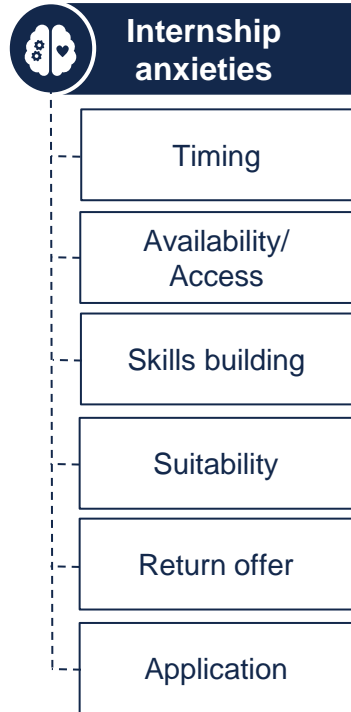 Internship
anxieties
Timing
Availability/
Access
Skills building
Suitability
Return offer
Application